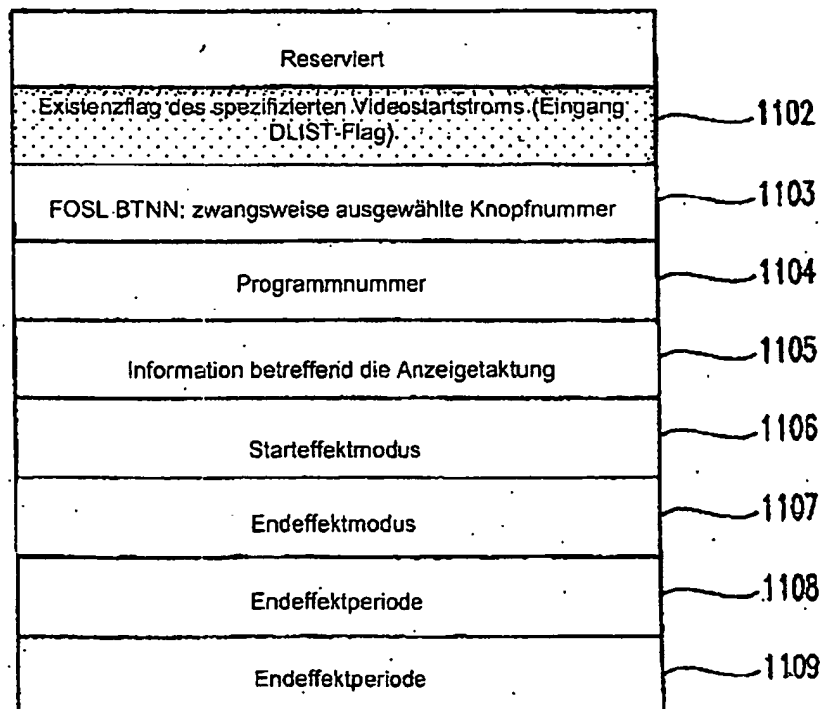 Reserviert
Existenzflag des spezifizierten Videostartstroms (Eingang
DLIST-Flag)
1102
FOSL BTNN: zwangsweise ausgewählte Knopfnummer
1103
Programmnummer
1104
Information betreffend die Anzeigetaktung
1105
Starteffektmodus
1106
Endeffektmodus
1107
Endeffektperiode
1108
Endeffektperiode
1109